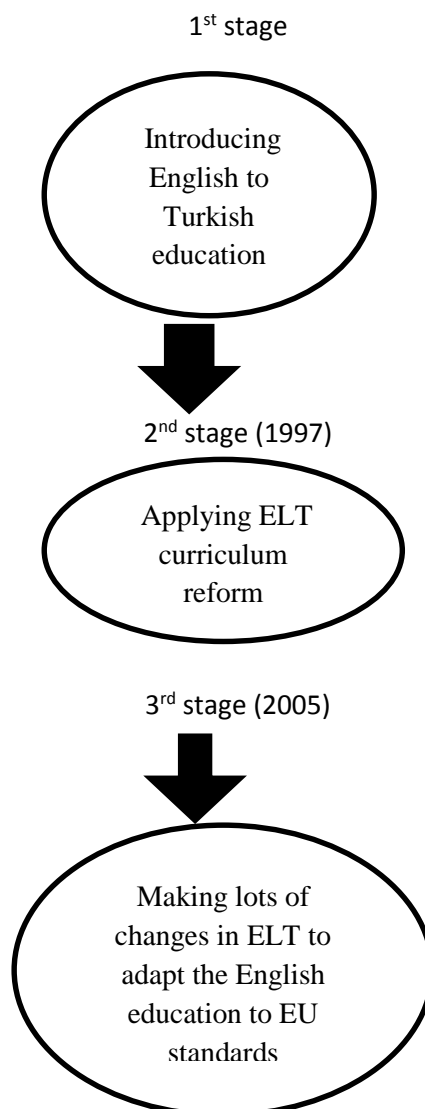 1st stage
Introducing
English to
Turkish
education
2nd stage (1997)
Applying ELT
curriculum
reform
3rd stage (2005)
Making lots of
changes in ELT to
adapt the English
education to EU
standards